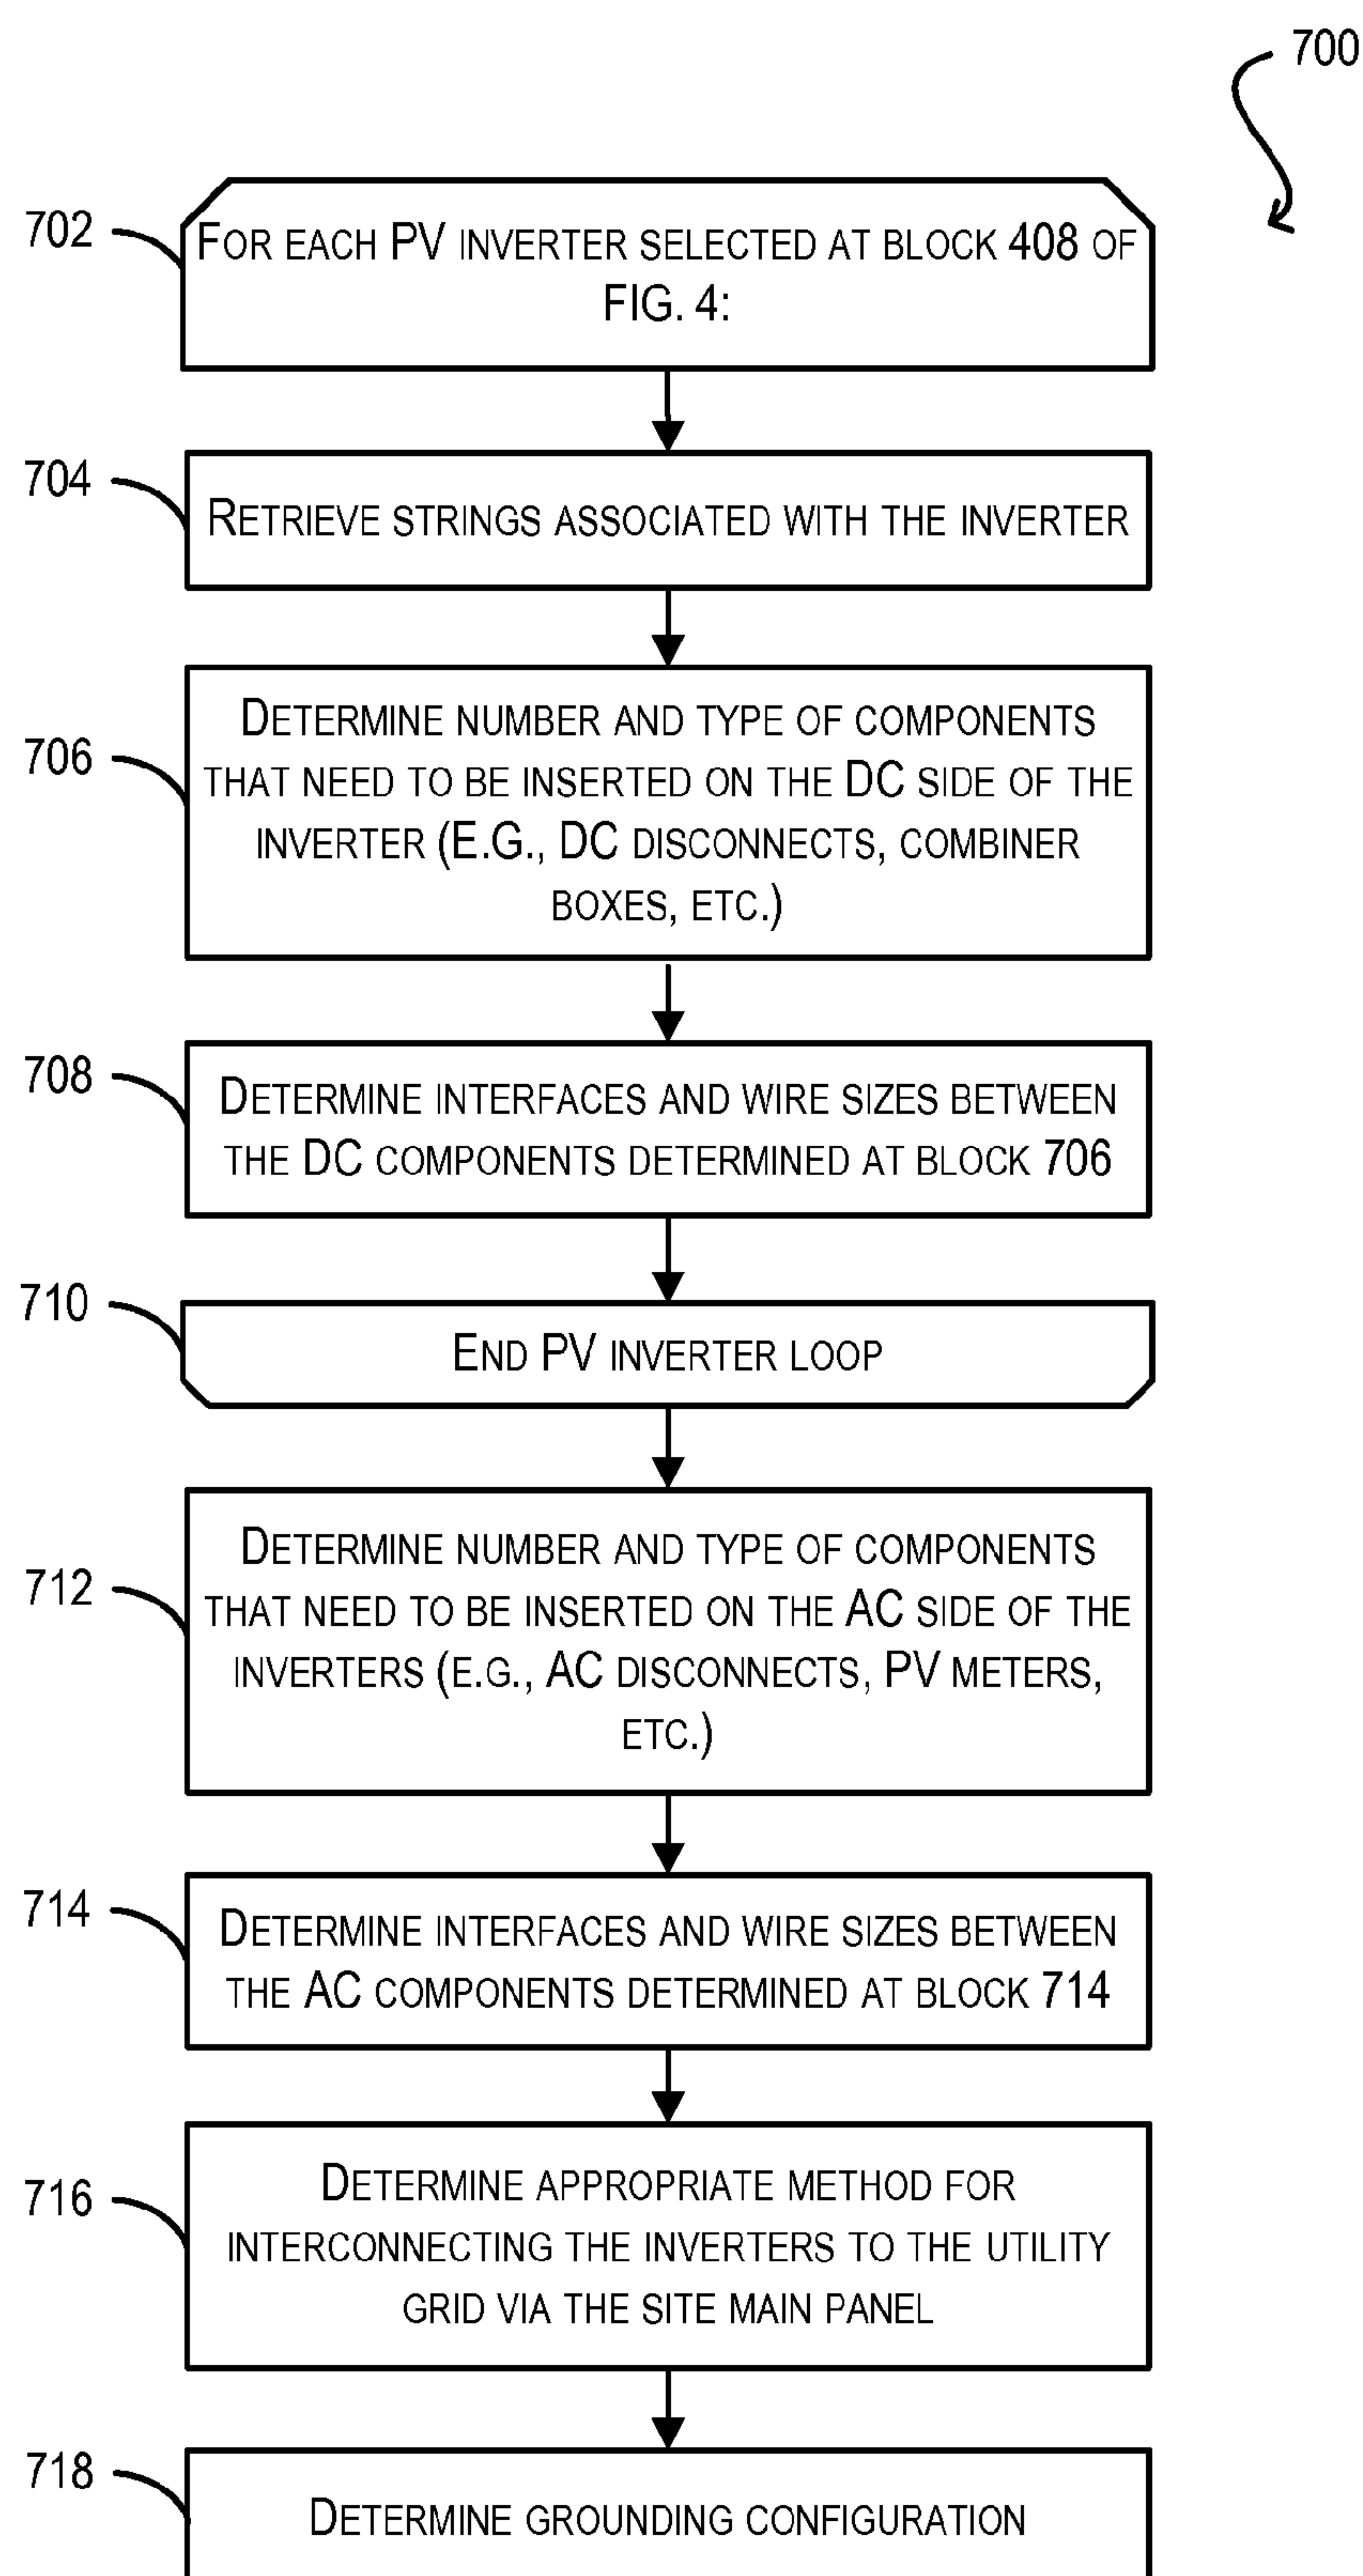 700
702
FOR EACH PV INVERTER SELECTED AT BLOCK 408 OF
FIG. 4:
704
RETRIEVE STRINGS ASSOCIATED WITH THE INVERTER
706
DETERMINE NUMBER AND TYPE OF COMPONENTS
THAT NEED TO BE INSERTED ON THE DC SIDE OF THE
INVERTER (E.G., DC DISCONNECTS, COMBINER
BOXES, ETC.)
708
DETERMINE INTERFACES AND WIRE SIZES BETWEEN
THE DC COMPONENTS DETERMINED AT BLOCK 706
710
END PV INVERTER LOOP
712
DETERMINE NUMBER AND TYPE OF COMPONENTS
THAT NEED TO BE INSERTED ON THE AC SIDE OF THE
INVERTERS (E.G., AC DISCONNECTS, PV METERS,
ETC.)
714
DETERMINE INTERFACES AND WIRE SIZES BETWEEN
THE AC COMPONENTS DETERMINED AT BLOCK 714
716
DETERMINE APPROPRIATE METHOD FOR
INTERCONNECTING THE INVERTERS TO THE UTILITY
GRID VIA THE SITE MAIN PANEL
718
DETERMINE GROUNDING CONFIGURATION